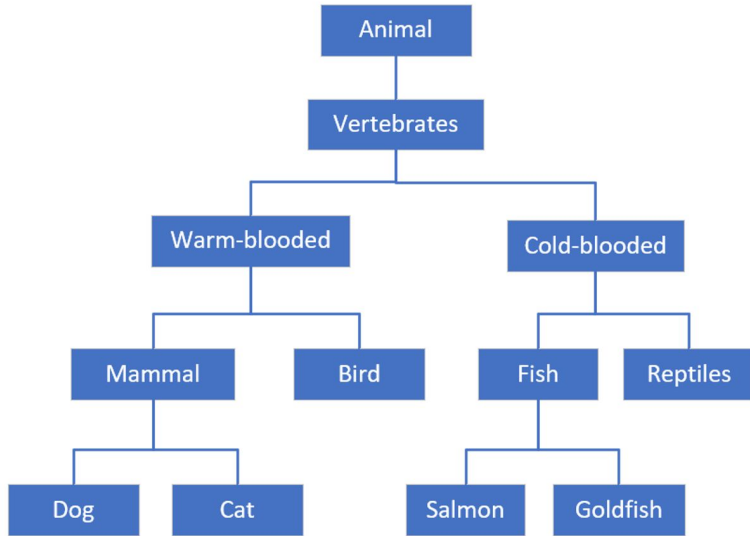 Animal
Vertebrates
Warm-blooded
Cold-blooded
Mammal
Bird
Fish
Reptiles
Dog
Cat
Salmon
Goldfish